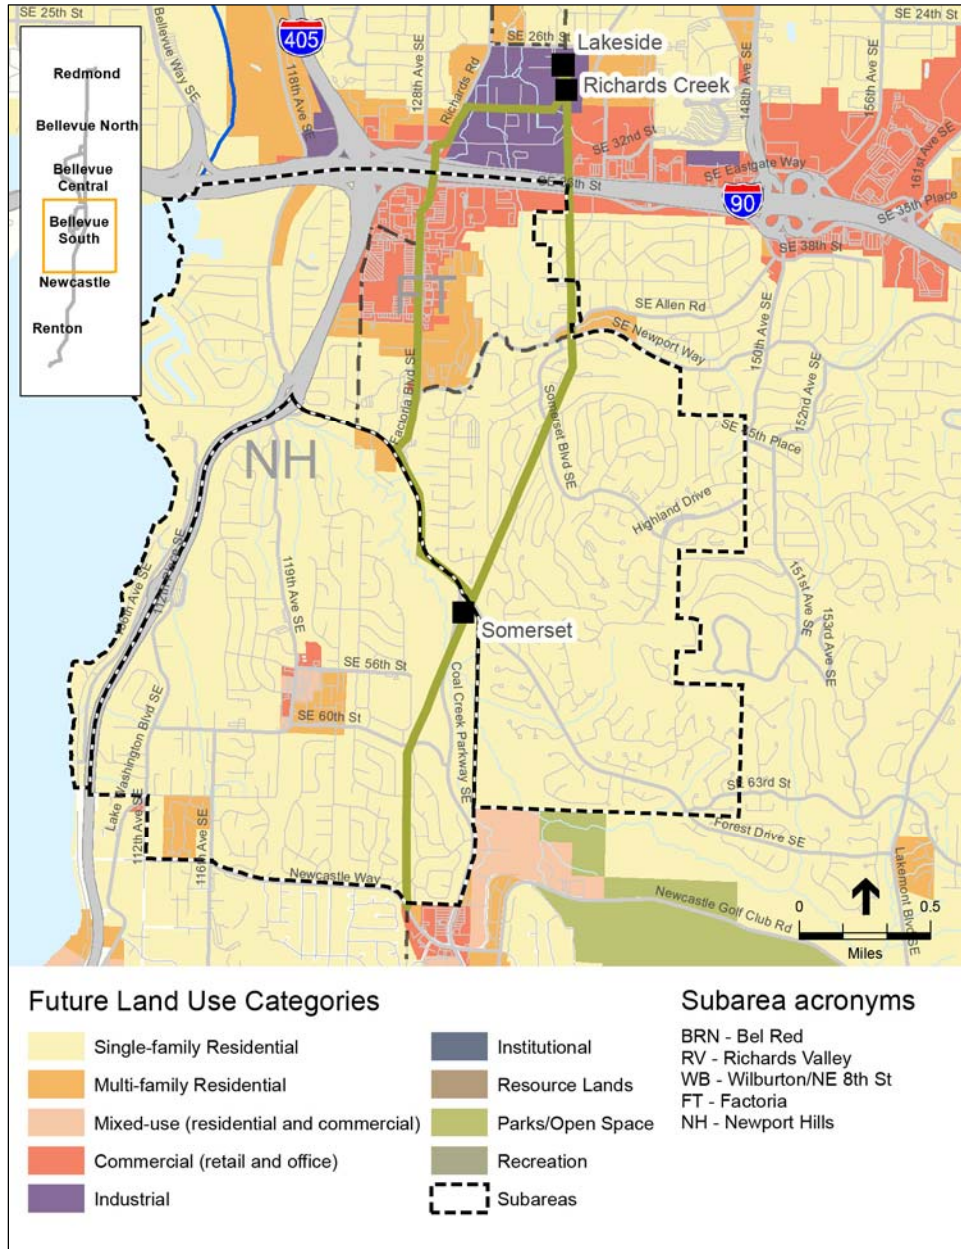 SE 25th St
Bellevue Way SE
118th Ave SE
405
128th Ave SE
Richards Rd
SE 26th St
Lakeside
Richards Creek
148th Ave SE
SE 24th St
156th Ave SE
161st Ave SE
SE 32nd St
SE Eastgate Way
SE 36th St
90
SE 35th Place
SE 38th St
Redmond
Bellevue North
Bellevue
Central
Bellevue
South
Newcastle
Renton
FT
SE Allen Rd
SE Newport Way
150th Ave SE
152nd Ave SE
Factoria Blvd SE
Somerset Blvd SE
NH
Highland Drive
112th Ave SE
119th Ave SE
151st Ave SE
153rd Ave SE
Somerset
SE 56th St
SE 60th St
Coal Creek Parkway SE
Lake Washington Blvd SE
SE 63rd St
Forest Drive SE
112th Ave SE
116th Ave SE
Newcastle Way
Newcastle Golf Club Rd
Lakemont Blvd SE
0 0.5
Miles
Future Land Use Categories
Single-family Residential
Multi-family Residential
Mixed-use (residential and commercial)
Commercial (retail and office)
Industrial
Institutional
Resource Lands
Parks/Open Space
Recreation
Subareas
Subarea acronyms
BRN - Bel Red
RV - Richards Valley
WB - Wilburton/NE 8th St
FT - Factoria
NH - Newport Hills